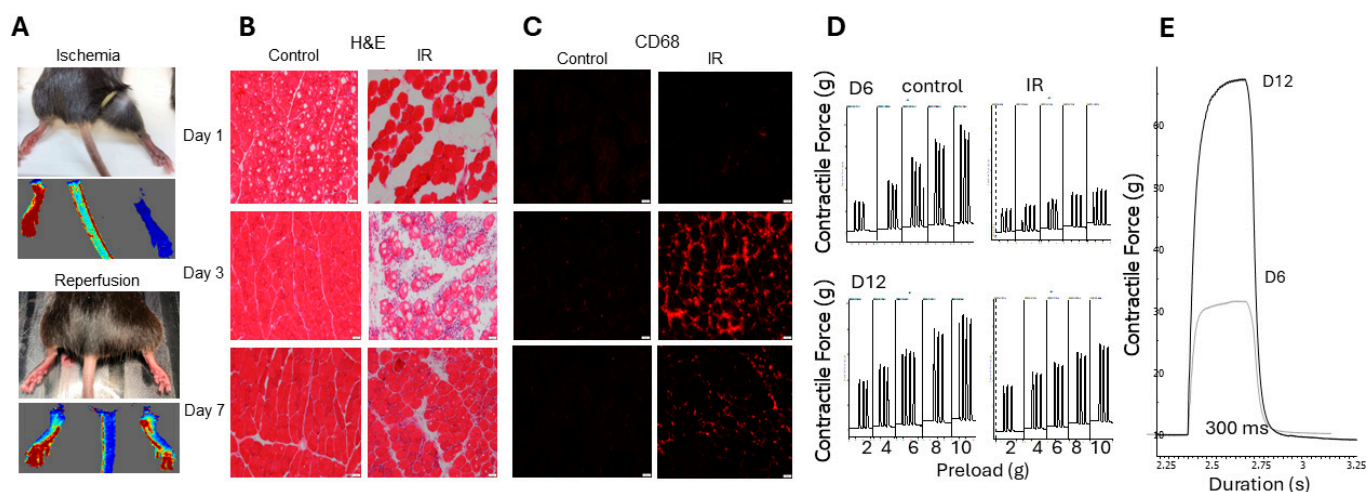 A
Ischemia
Reperfusion
B
H&E
Control IR
Day 1
Day 3
Day 7
C
CD68
Control IR
D
Contractile Force (g)
D6 control IR
Contractile Force (g)
D12
2 4 6 8 10 2 4 6 8 10
Preload (g)
E
Contractile Force (g)
D12
60
50
40
D6
30
20
10
300 ms
2.25 2.5 2.75 3 3.25
Duration (s)